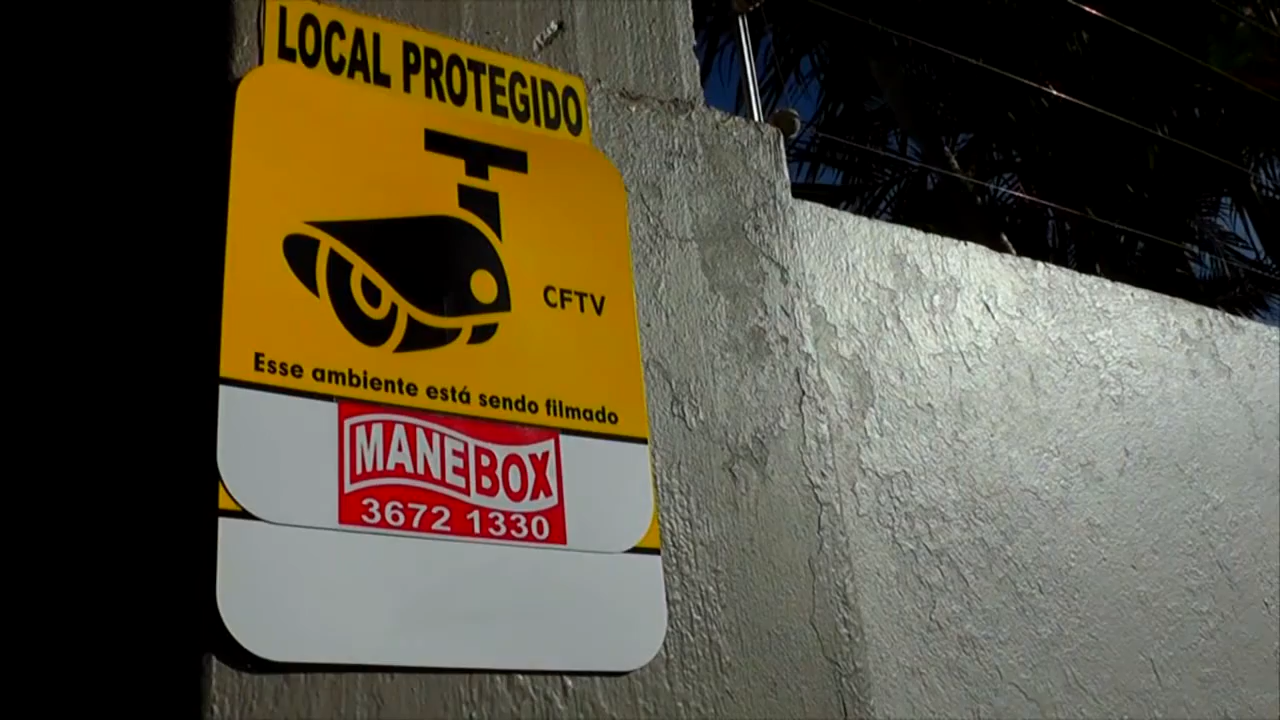 LOCAL PROTEGIDO
CFTV
Esse ambiente está sendo filmado
MANEBOX
3672 1330